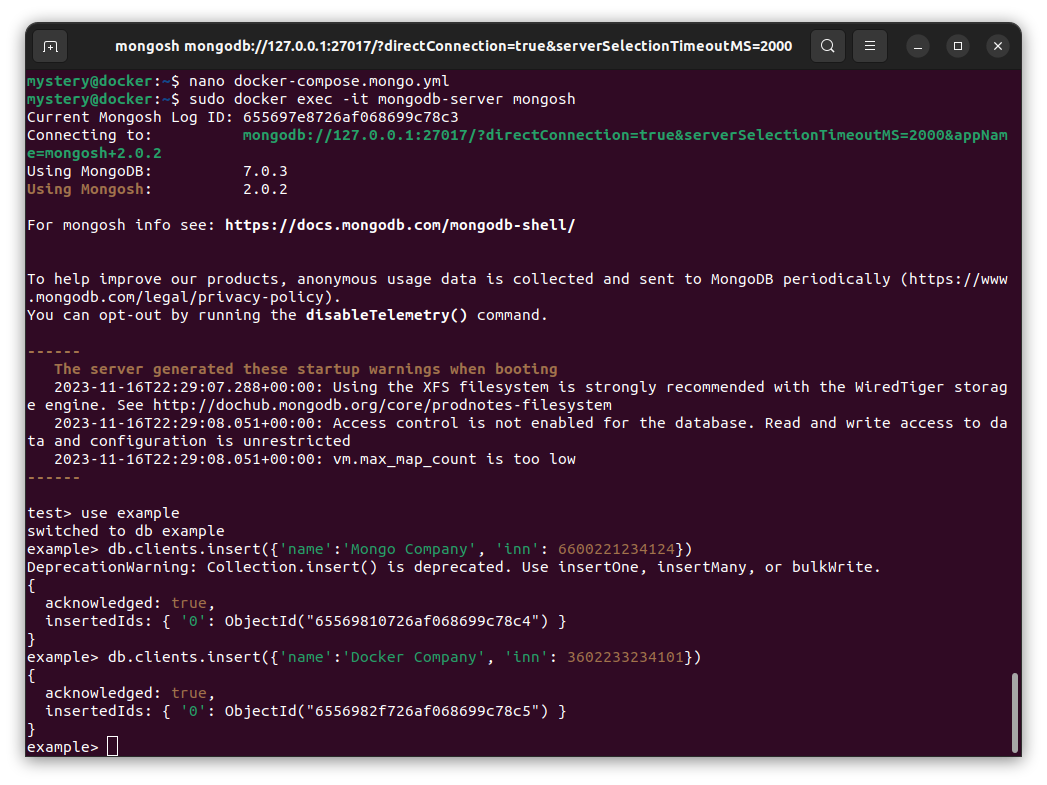 mongosh mongodb://127.0.0.1:27017/?directConnection=true&serverSelectionTimeoutMS=2000
mystery@docker:~$ nano docker-compose.mongo.yml
mystery@docker:~$ sudo docker exec -it mongodb-server mongosh
Current Mongosh Log ID: 655697e8726af068699c78c3
Connecting to:          mongodb://127.0.0.1:27017/?directConnection=true&serverSelectionTimeoutMS=2000&appNam
e=mongosh+2.0.2
Using MongoDB:          7.0.3
Using Mongosh:          2.0.2
For mongosh info see: https://docs.mongodb.com/mongodb-shell/
To help improve our products, anonymous usage data is collected and sent to MongoDB periodically (https://www
.mongodb.com/legal/privacy-policy).
You can opt-out by running the disableTelemetry() command.
------
   The server generated these startup warnings when booting
   2023-11-16T22:29:07.288+00:00: Using the XFS filesystem is strongly recommended with the WiredTiger storag
e engine. See http://dochub.mongodb.org/core/prodnotes-filesystem
   2023-11-16T22:29:08.051+00:00: Access control is not enabled for the database. Read and write access to da
ta and configuration is unrestricted
   2023-11-16T22:29:08.051+00:00: vm.max_map_count is too low
------
test> use example
switched to db example
example> db.clients.insert({'name':'Mongo Company', 'inn': 6600221234124})
DeprecationWarning: Collection.insert() is deprecated. Use insertOne, insertMany, or bulkWrite.
{
  acknowledged: true,
  insertedIds: { '0': ObjectId("65569810726af068699c78c4") }
}
example> db.clients.insert({'name':'Docker Company', 'inn': 3602233234101})
{
  acknowledged: true,
  insertedIds: { '0': ObjectId("6556982f726af068699c78c5") }
}
example>